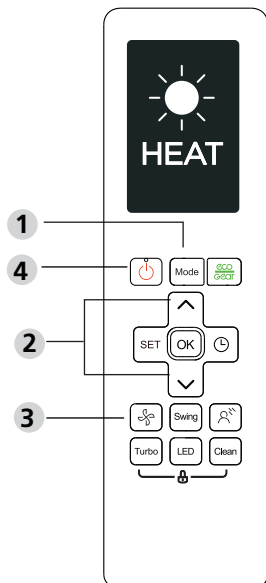 HEAT
1
4
Mode
eco
Gear
2
SET
OK
3
Swing
Turbo
LED
Clean